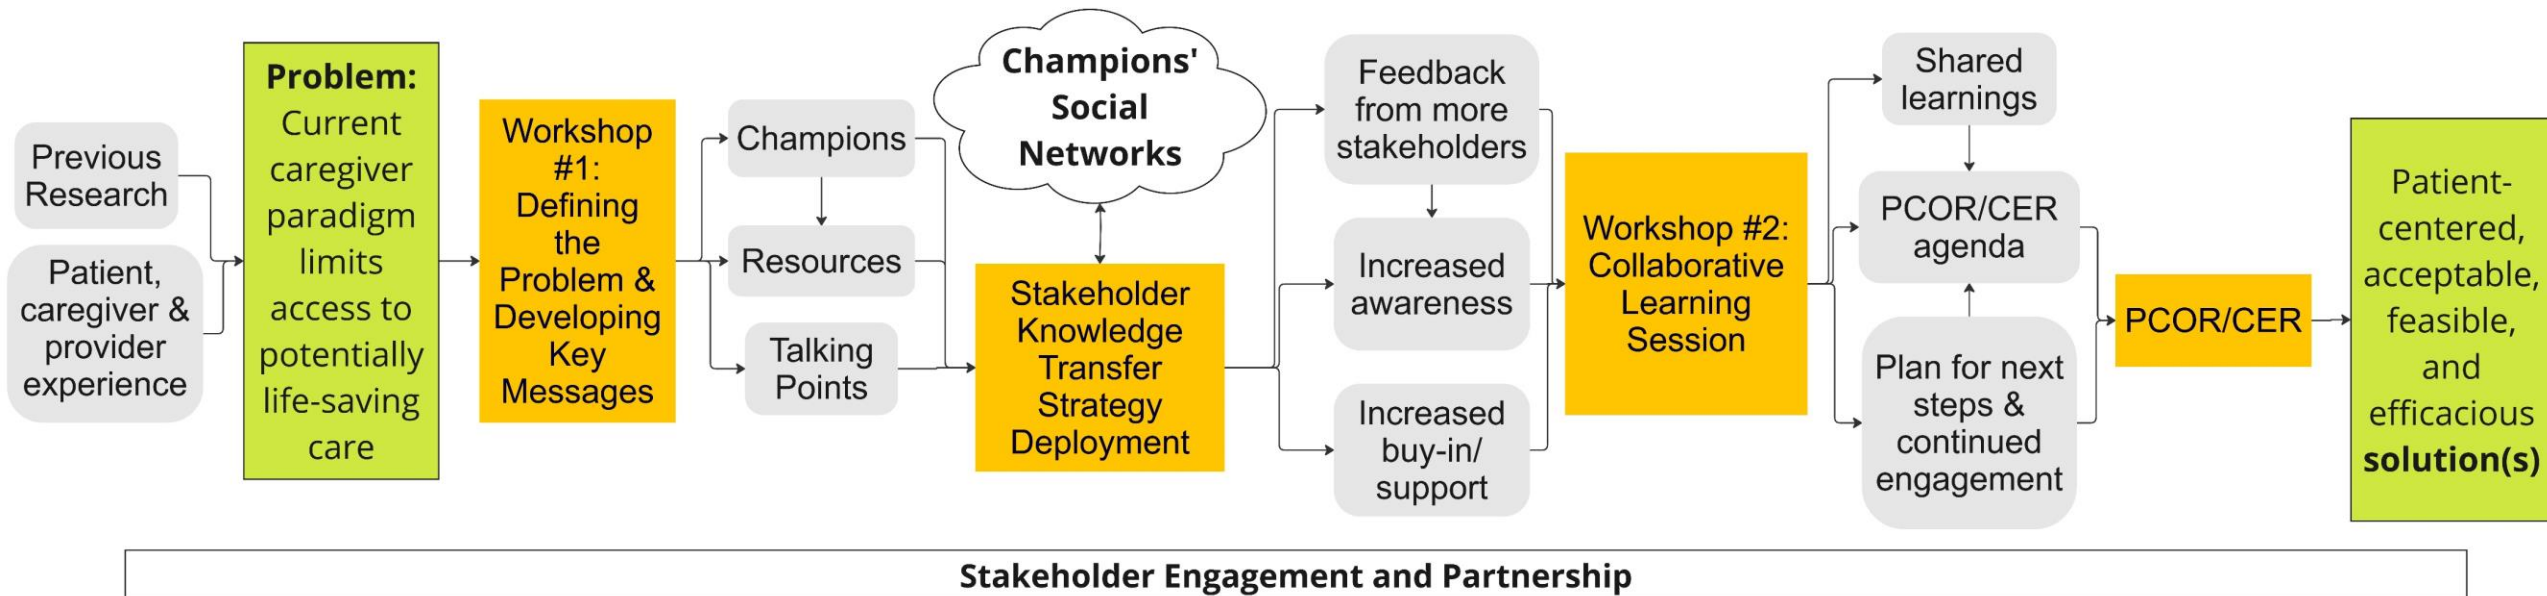 Previous
Research
Patient,
caregiver &
provider
experience
Problem:
Current
caregiver
paradigm
limits
access to
potentially
life-saving
care
Workshop
#1:
Defining
the
Problem &
Developing
Key
Messages
Champions
Resources
Talking
Points
Champions'
Social
Networks
Stakeholder
Knowledge
Transfer
Strategy
Deployment
Feedback
from more
stakeholders
Increased
awareness
Increased
buy-in/
support
Workshop #2:
Collaborative
Learning
Session
Shared
learnings
PCOR/CER
agenda
Plan for next
steps &
continued
engagement
PCOR/CER
Patient-
centered,
acceptable,
feasible,
and
efficacious
solution(s)
Stakeholder Engagement and Partnership